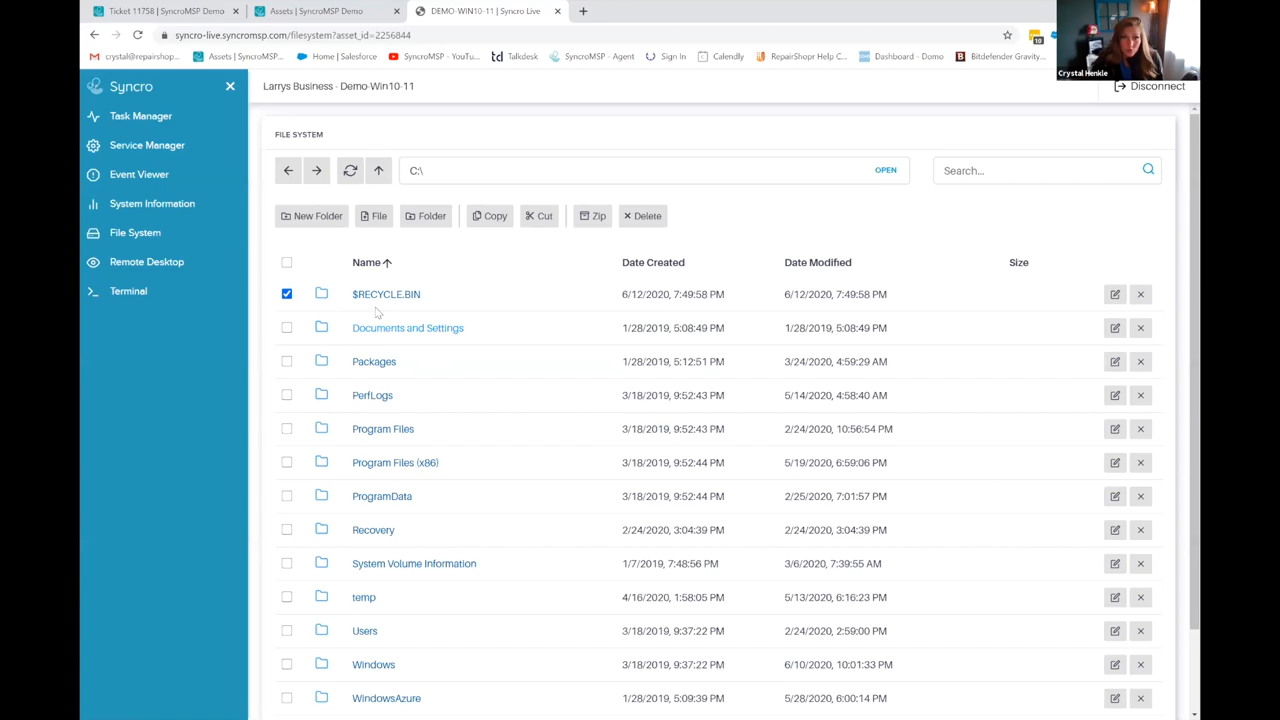 Ticket 11758 | SyncroMSP Demo
Assets | SyncroMSP Demo
DEMO-WIN10-11 | Syncro Live
syncro-live.syncromsp.com/filesystem?asset_id=2256844
10
crystal@repairshop...
Assets | SyncroMSP...
Home | Salesforce
SyncroMSP - YouTu...
Talkdesk
SyncroMSP - Agent
Sign In
Calendly
RepairShopr Help C...
Dashboard - Domo
Bitdefender Gravity...
Crystal Henkle
Syncro
Larrys Business - Demo-Win10-11
Disconnect
Task Manager
Service Manager
Event Viewer
System Information
File System
Remote Desktop
Terminal
FILE SYSTEM
C:\
OPEN
Search...
New Folder
File
Folder
Copy
Cut
Zip
Delete
Name
Date Created
Date Modified
Size
$RECYCLE.BIN 6/12/2020, 7:49:58 PM 6/12/2020, 7:49:58 PM
Documents and Settings 1/28/2019, 5:08:49 PM 1/28/2019, 5:08:49 PM
Packages 1/28/2019, 5:12:51 PM 3/24/2020, 4:59:29 AM
PerfLogs 3/18/2019, 9:52:43 PM 5/14/2020, 4:58:40 AM
Program Files 3/18/2019, 9:52:43 PM 2/24/2020, 10:56:54 PM
Program Files (x86) 3/18/2019, 9:52:44 PM 5/19/2020, 6:59:06 PM
ProgramData 3/18/2019, 9:52:44 PM 2/25/2020, 7:01:57 PM
Recovery 2/24/2020, 3:04:39 PM 2/24/2020, 3:04:39 PM
System Volume Information 1/7/2019, 7:48:56 PM 3/6/2020, 7:39:55 AM
temp 4/16/2020, 1:58:05 PM 5/13/2020, 6:16:23 PM
Users 3/18/2019, 9:37:22 PM 2/24/2020, 2:59:00 PM
Windows 3/18/2019, 9:37:22 PM 6/10/2020, 10:01:33 PM
WindowsAzure 1/28/2019, 5:09:39 PM 5/28/2020, 6:00:14 PM